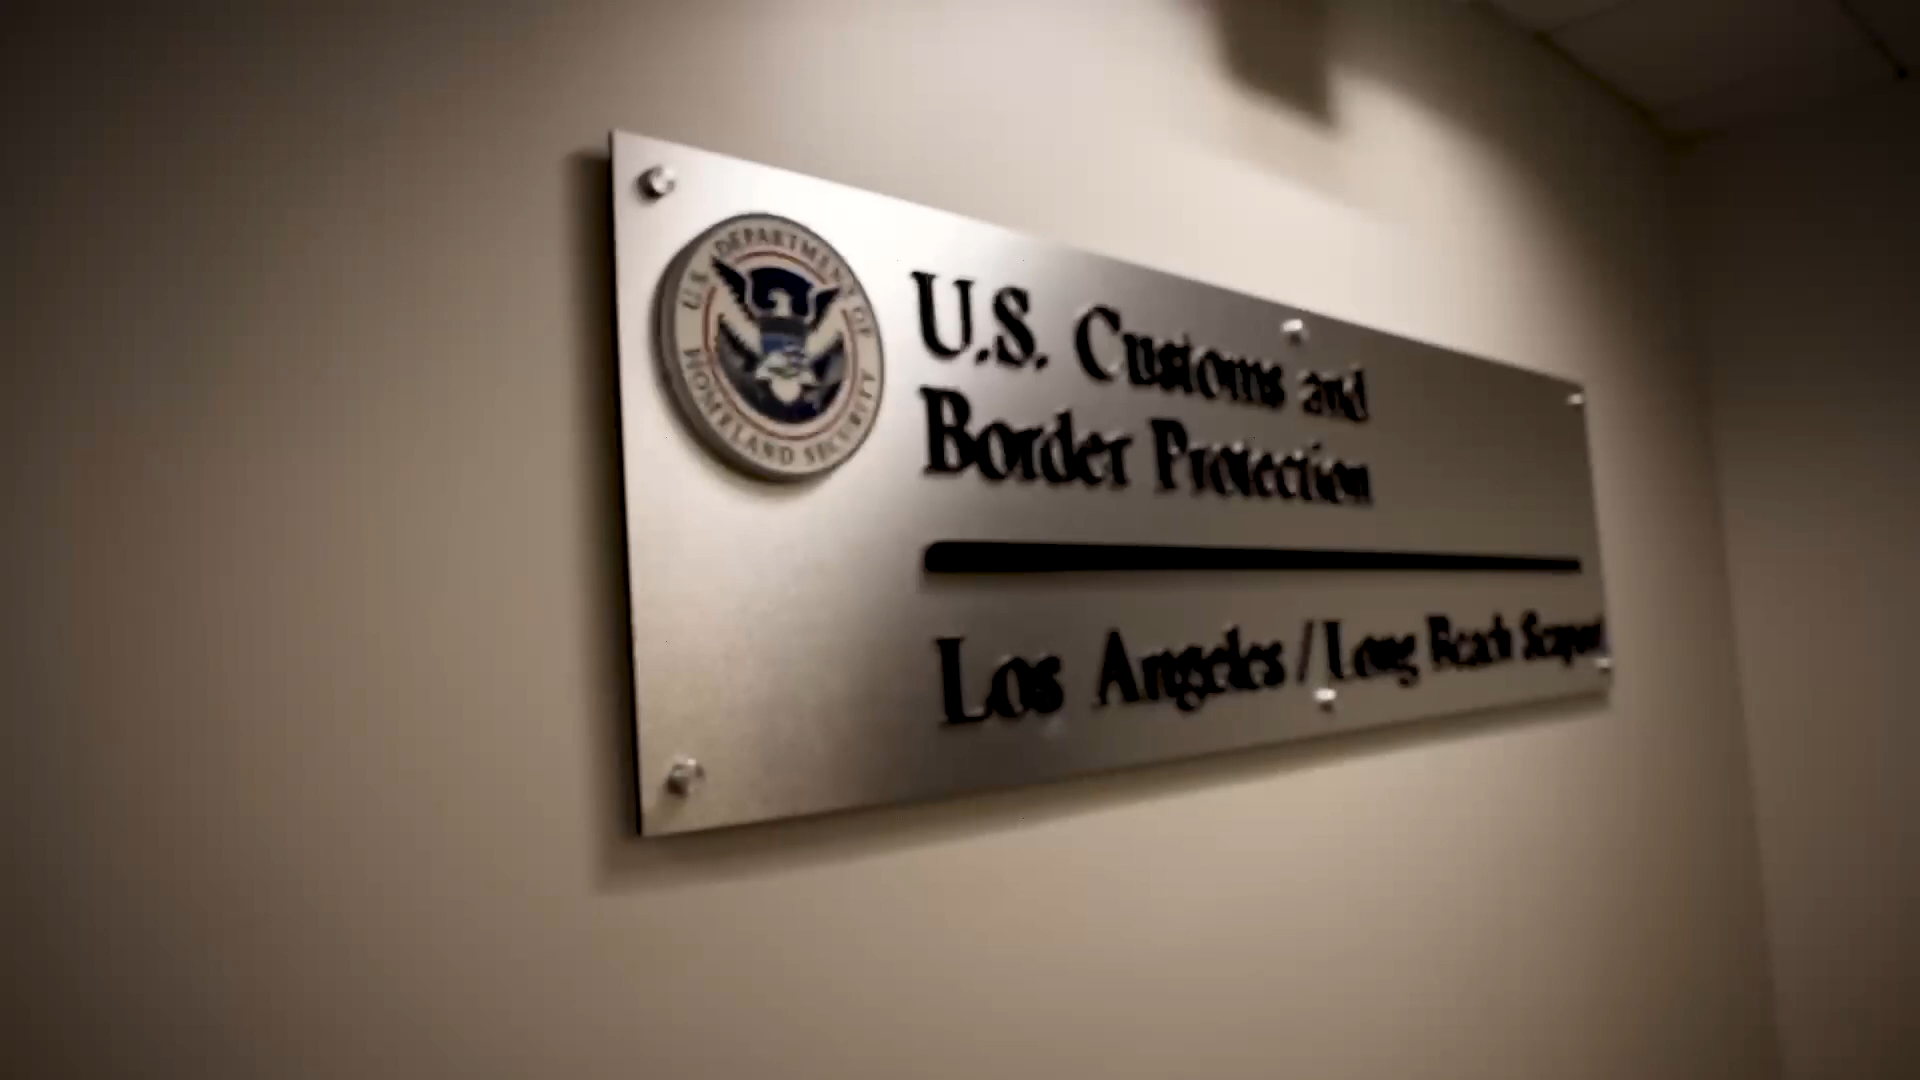 U.S. DEPARTMENT OF
HOMELAND SECURITY
U.S. Customs and
Border Protection
Los Angeles / Long Beach Seaport